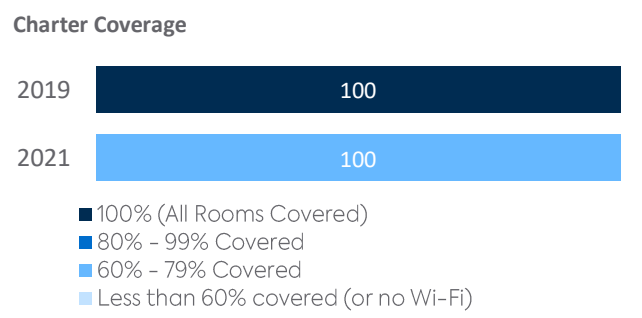 Charter Coverage
2019 100
2021 100
100% (All Rooms Covered)
80% - 99% Covered
60% - 79% Covered
Less than 60% covered (or no Wi-Fi)